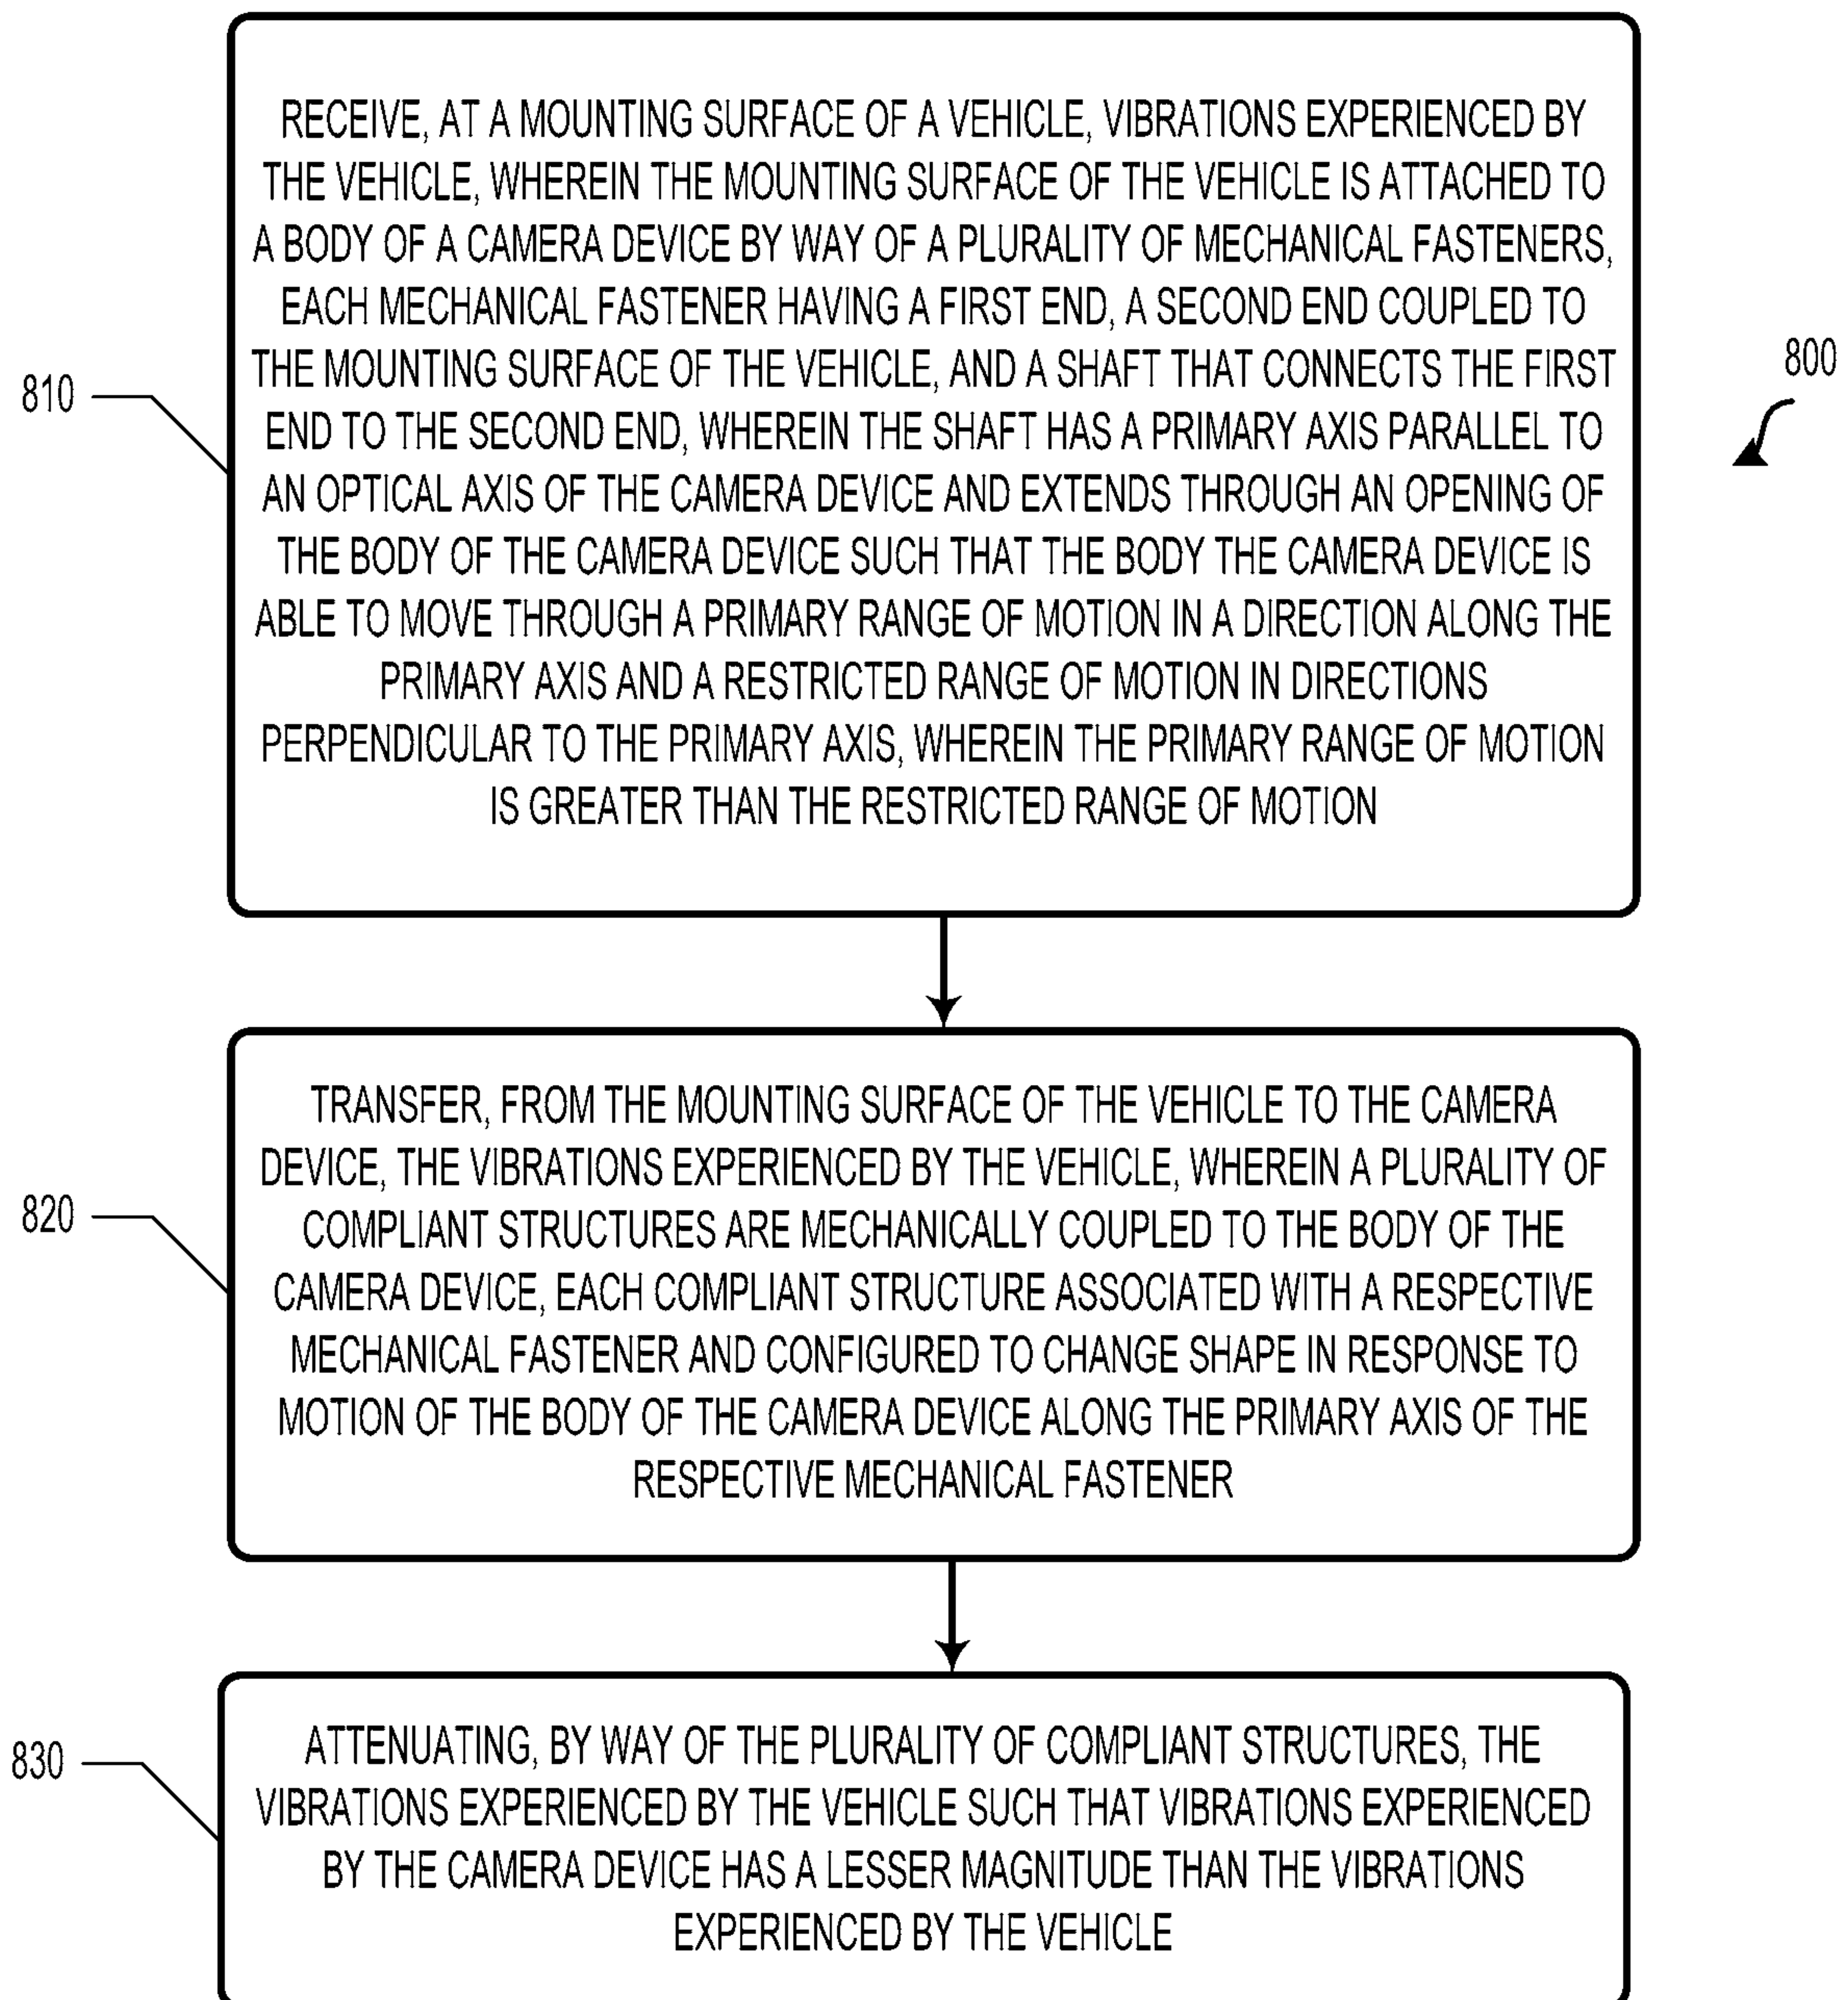 RECEIVE, AT A MOUNTING SURFACE OF A VEHICLE, VIBRATIONS EXPERIENCED BY
THE VEHICLE, WHEREIN THE MOUNTING SURFACE OF THE VEHICLE IS ATTACHED TO
A BODY OF A CAMERA DEVICE BY WAY OF A PLURALITY OF MECHANICAL FASTENERS,
EACH MECHANICAL FASTENER HAVING A FIRST END, A SECOND END COUPLED TO
THE MOUNTING SURFACE OF THE VEHICLE, AND A SHAFT THAT CONNECTS THE FIRST
END TO THE SECOND END, WHEREIN THE SHAFT HAS A PRIMARY AXIS PARALLEL TO
AN OPTICAL AXIS OF THE CAMERA DEVICE AND EXTENDS THROUGH AN OPENING OF
THE BODY OF THE CAMERA DEVICE SUCH THAT THE BODY THE CAMERA DEVICE IS
ABLE TO MOVE THROUGH A PRIMARY RANGE OF MOTION IN A DIRECTION ALONG THE
PRIMARY AXIS AND A RESTRICTED RANGE OF MOTION IN DIRECTIONS
PERPENDICULAR TO THE PRIMARY AXIS, WHEREIN THE PRIMARY RANGE OF MOTION
IS GREATER THAN THE RESTRICTED RANGE OF MOTION
810
800
TRANSFER, FROM THE MOUNTING SURFACE OF THE VEHICLE TO THE CAMERA
DEVICE, THE VIBRATIONS EXPERIENCED BY THE VEHICLE, WHEREIN A PLURALITY OF
COMPLIANT STRUCTURES ARE MECHANICALLY COUPLED TO THE BODY OF THE
CAMERA DEVICE, EACH COMPLIANT STRUCTURE ASSOCIATED WITH A RESPECTIVE
MECHANICAL FASTENER AND CONFIGURED TO CHANGE SHAPE IN RESPONSE TO
MOTION OF THE BODY OF THE CAMERA DEVICE ALONG THE PRIMARY AXIS OF THE
RESPECTIVE MECHANICAL FASTENER
820
ATTENUATING, BY WAY OF THE PLURALITY OF COMPLIANT STRUCTURES, THE
VIBRATIONS EXPERIENCED BY THE VEHICLE SUCH THAT VIBRATIONS EXPERIENCED
BY THE CAMERA DEVICE HAS A LESSER MAGNITUDE THAN THE VIBRATIONS
EXPERIENCED BY THE VEHICLE
830